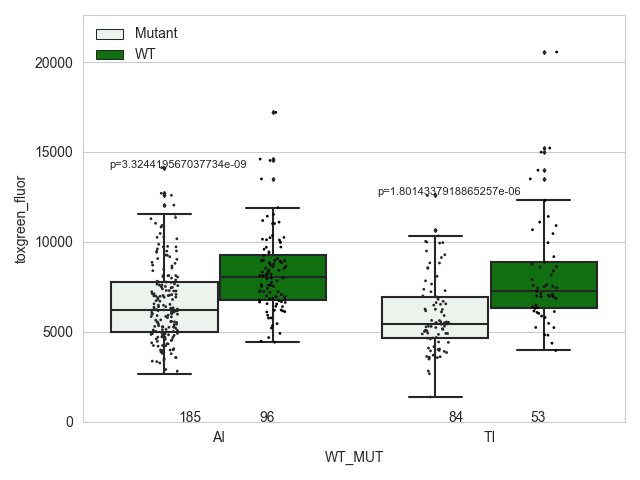 Mutant
WT
20000
15000
10000
5000
0
toxgreen_fluor
p=3.324419567037734e-09
p=1.8014337918865257e-06
185 96 84 53
AI TI
WT_MUT